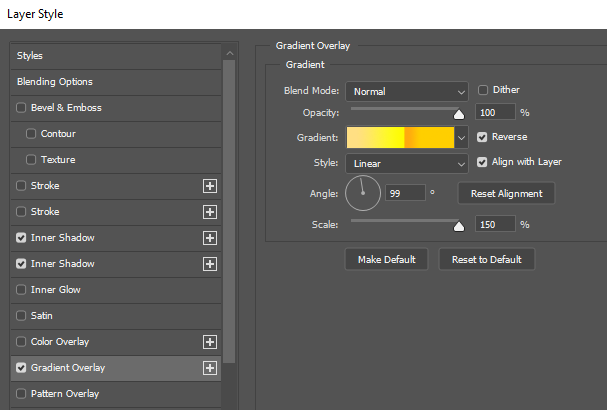 Layer Style
Styles
Blending Options
Bevel & Emboss
Contour
Texture
Stroke
Stroke
Inner Shadow
Inner Shadow
Inner Glow
Satin
Color Overlay
Gradient Overlay
Pattern Overlay
Gradient Overlay
Gradient
Blend Mode: Normal Dither
Opacity: 100 %
Gradient: Reverse
Style: Linear Align with Layer
Angle: 99 ° Reset Alignment
Scale: 150 %
Make Default Reset to Default